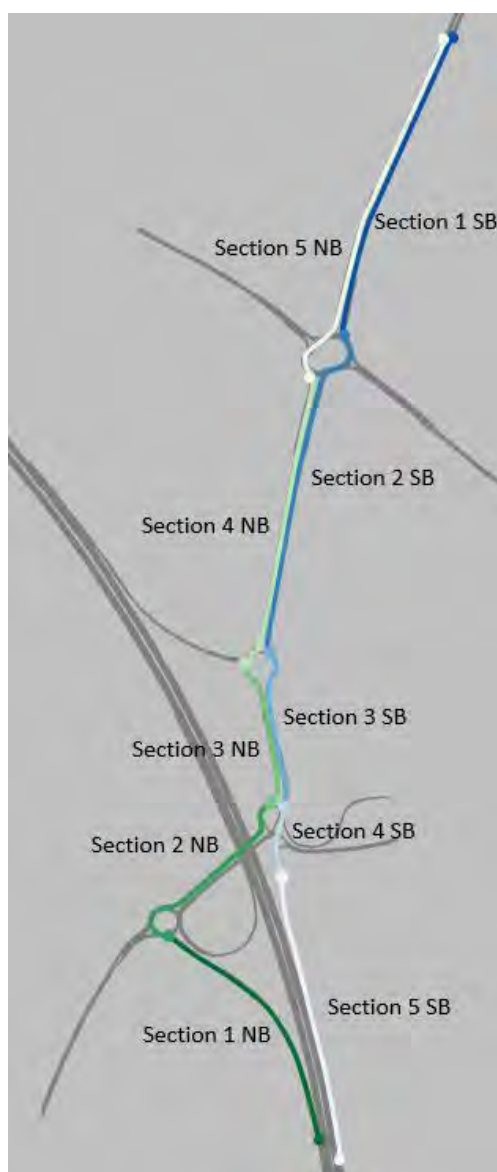 Section 1 SB
Section 5 NB
Section 2 SB
Section 4 NB
Section 3 SB
Section 3 NB
Section 4 SB
Section 2 NB
Section 5 SB
Section 1 NB